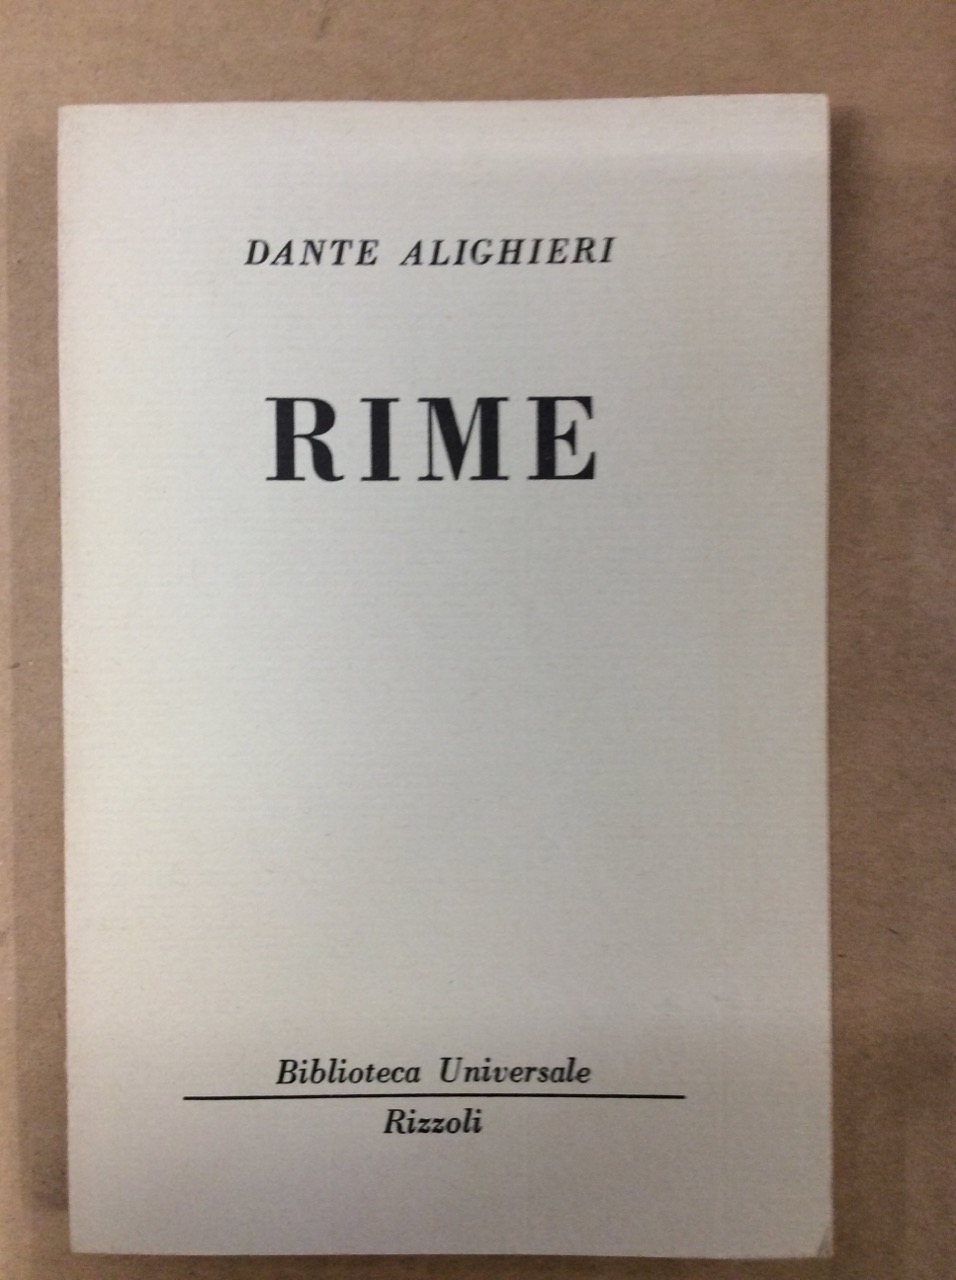 DANTE ALIGHIERI
RIME
Biblioteca Universale
Rizzoli